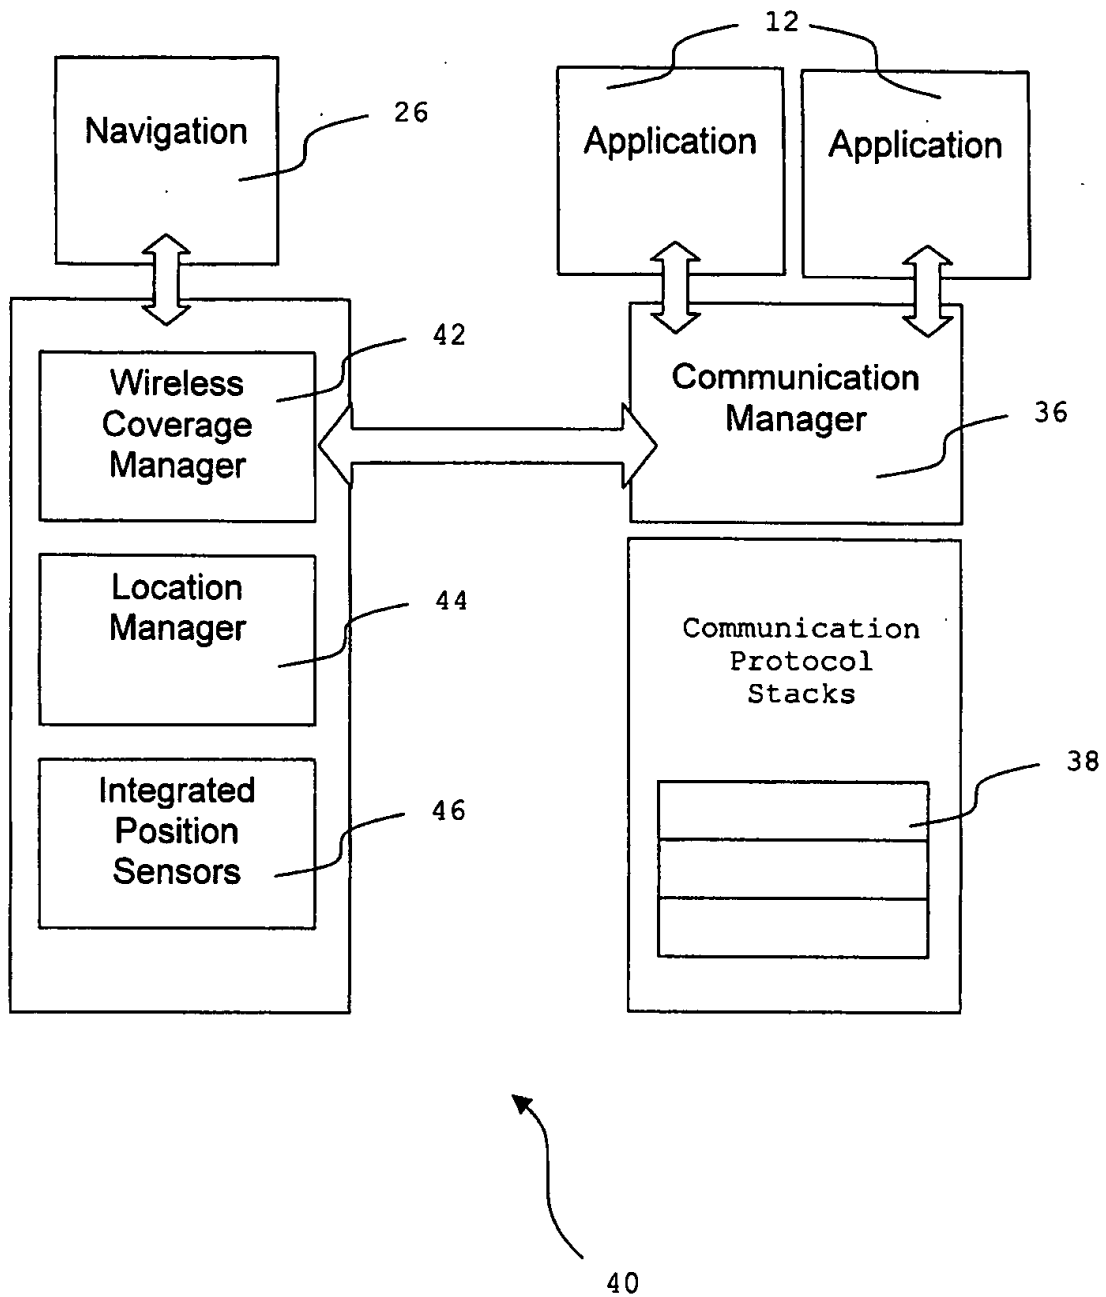 12
Navigation
26
Application
Application
42
Wireless
Coverage
Manager
Communication
Manager
36
Location
Manager
44
Communication
Protocol
Stacks
38
Integrated
Position
Sensors
46
40